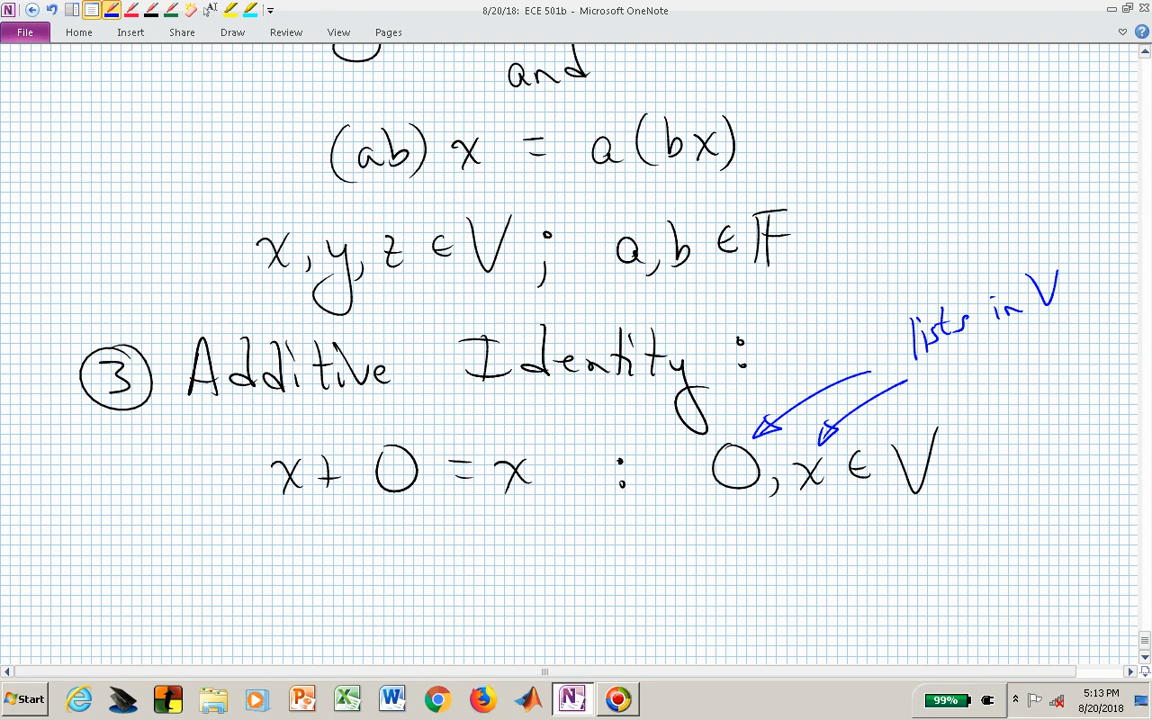 8/20/18: ECE 501b - Microsoft OneNote
File Home Insert Share Draw Review View Pages
and
(ab) x = a(bx)
x, y, z ∈ V ; a, b ∈ 𝔽
lists in V
③ Additive Identity :
x + 0 = x : 0, x ∈ V
Start
99%
5:13 PM
8/20/2018